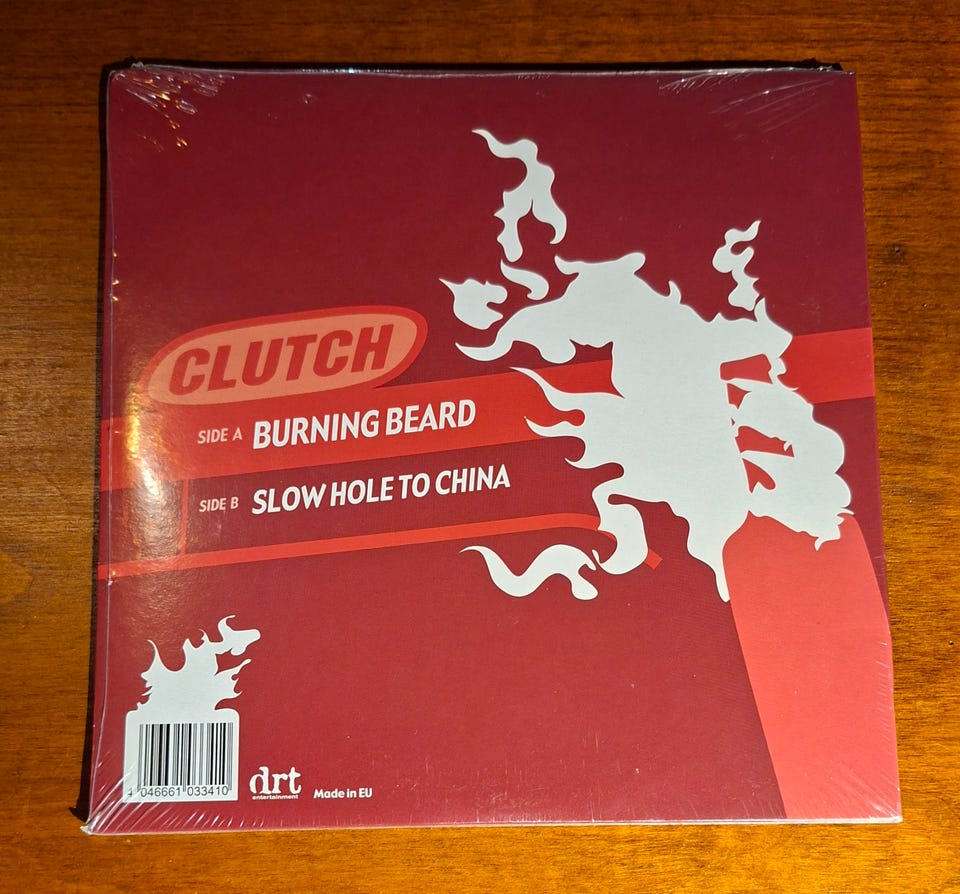 CLUTCH
SIDE A BURNING BEARD
SIDE B SLOW HOLE TO CHINA
4 046661 033410
drt
entertainment
Made in EU